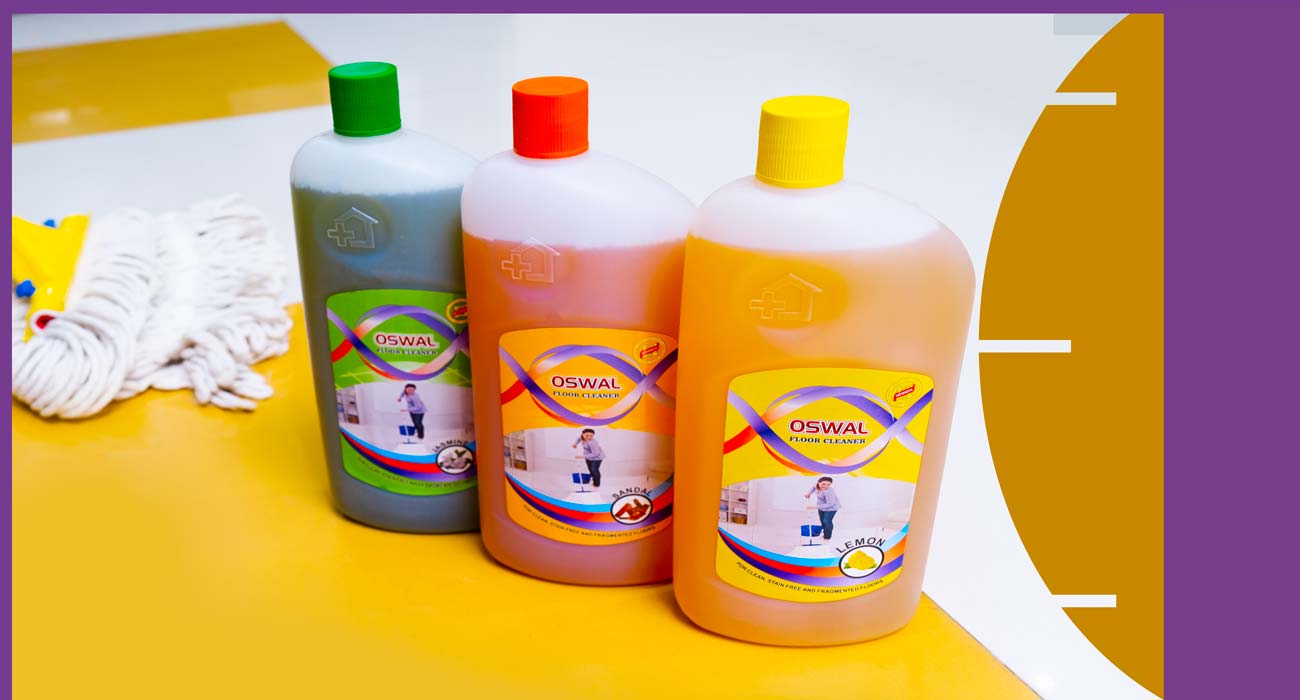 OSWAL
FLOOR CLEANER
JASMINE
OSWAL
FLOOR CLEANER
SANDAL
FOR CLEAN, STAIN FREE AND FRAGMENTED FLOORS
OSWAL
FLOOR CLEANER
LEMON
FOR CLEAN, STAIN FREE AND FRAGMENTED FLOORS